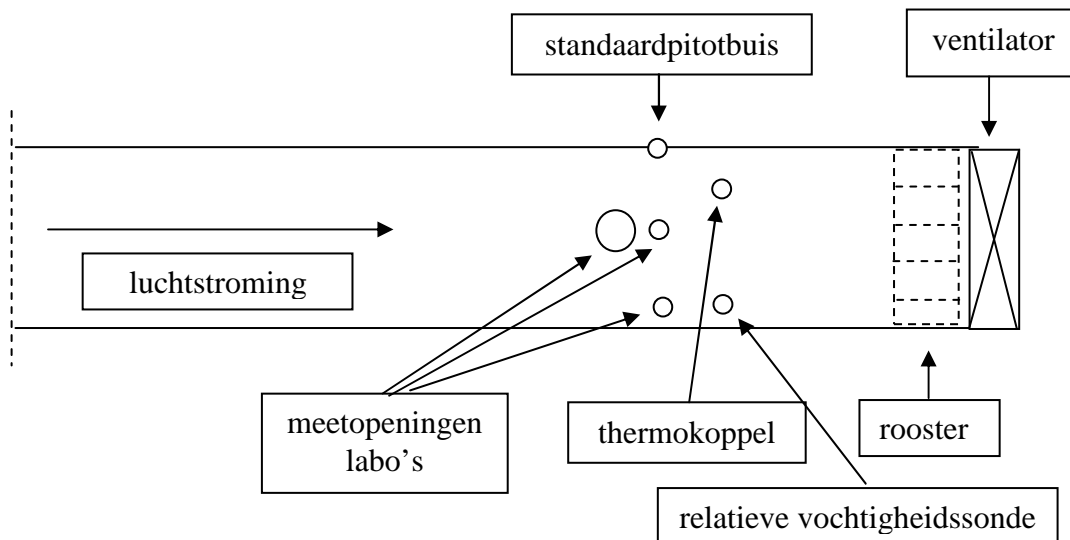 standaardpitotbuis
ventilator
luchtstroming
meetopeningen
labo’s
thermokoppel
rooster
relatieve vochtigheidssonde